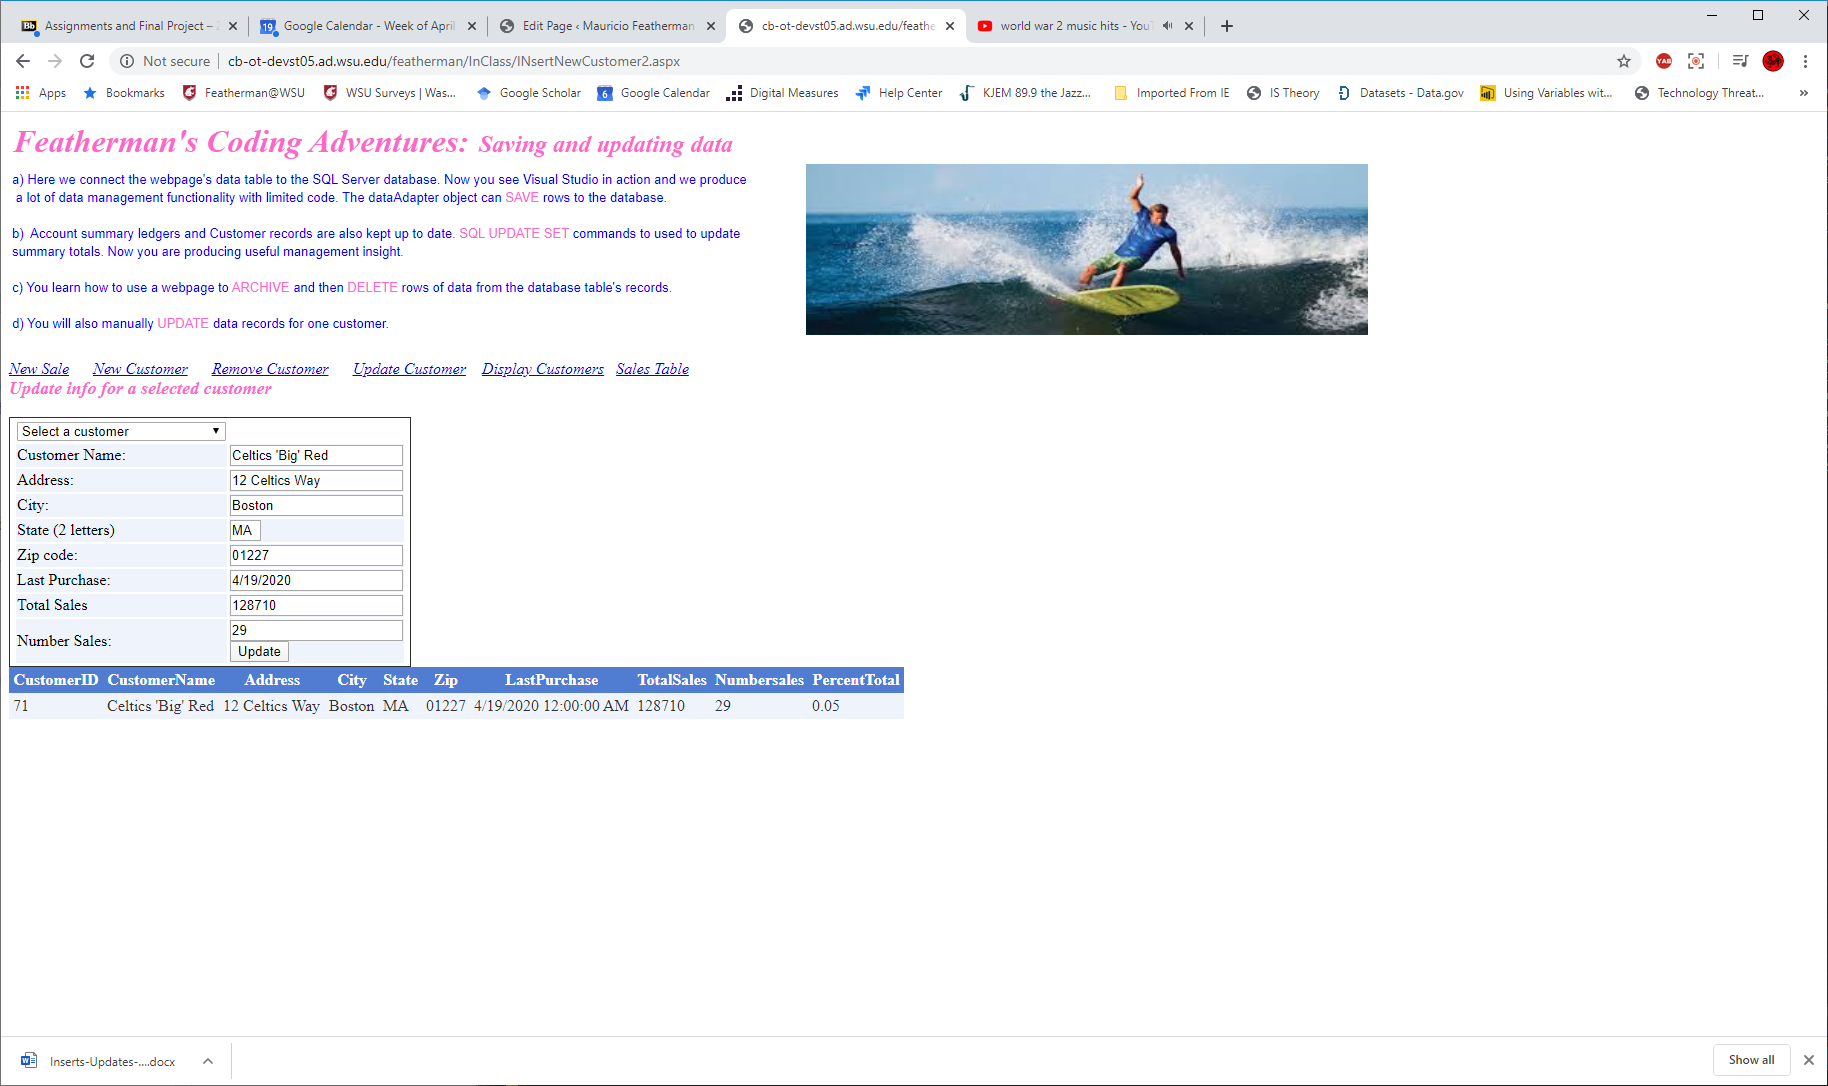 Assignments and Final Project –
Google Calendar - Week of April
Edit Page ‹ Mauricio Featherman
cb-ot-devst05.ad.wsu.edu/feathe
world war 2 music hits - YouT
Not secure
cb-ot-devst05.ad.wsu.edu/featherman/InClass/INsertNewCustomer2.aspx
Apps
Bookmarks
Featherman@WSU
WSU Surveys | Was...
Google Scholar
Google Calendar
Digital Measures
Help Center
KJEM 89.9 the Jazz...
Imported From IE
IS Theory
Datasets - Data.gov
Using Variables wit...
Technology Threat...
»
Featherman's Coding Adventures: Saving and updating data
a) Here we connect the webpage's data table to the SQL Server database. Now you see Visual Studio in action and we produce
a lot of data management functionality with limited code. The dataAdapter object can SAVE rows to the database.
b) Account summary ledgers and Customer records are also kept up to date. SQL UPDATE SET commands to used to update
summary totals. Now you are producing useful management insight.
c) You learn how to use a webpage to ARCHIVE and then DELETE rows of data from the database table's records.
d) You will also manually UPDATE data records for one customer.
New Sale New Customer Remove Customer Update Customer Display Customers Sales Table
Update info for a selected customer
Select a customer
Customer Name: Celtics 'Big' Red
Address: 12 Celtics Way
City: Boston
State (2 letters) MA
Zip code: 01227
Last Purchase: 4/19/2020
Total Sales 128710
Number Sales: 29
Update
CustomerID CustomerName Address City State Zip LastPurchase TotalSales Numbersales PercentTotal
71 Celtics 'Big' Red 12 Celtics Way Boston MA 01227 4/19/2020 12:00:00 AM 128710 29 0.05
Inserts-Updates-....docx
Show all